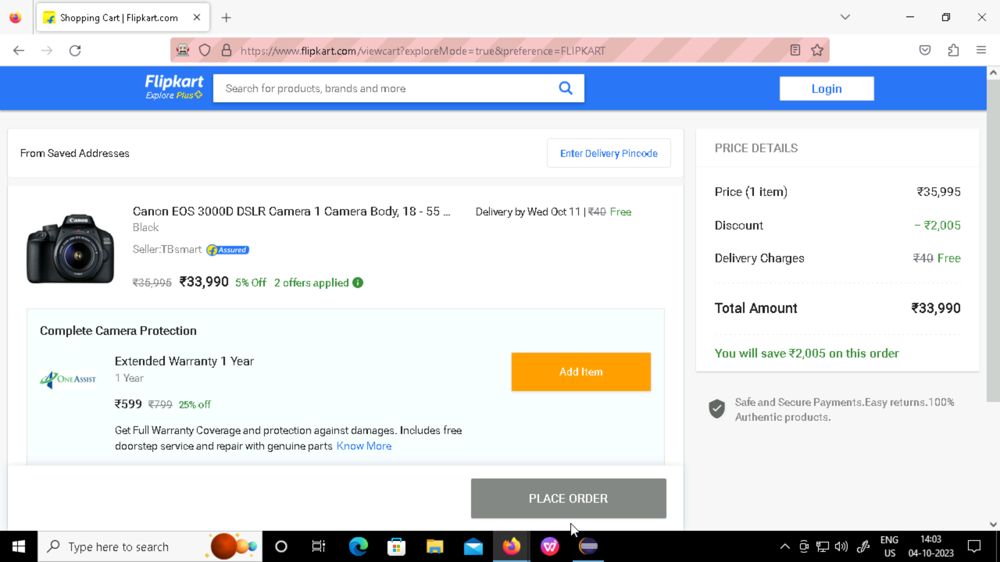 Shopping Cart | Flipkart.com
https://www.flipkart.com/viewcart?exploreMode=true&preference=FLIPKART
Flipkart
Explore Plus
Search for products, brands and more
Login
From Saved Addresses
Enter Delivery Pincode
Canon EOS 3000D DSLR Camera 1 Camera Body, 18 - 55 ...
Black
Seller:TBsmart
Assured
Delivery by Wed Oct 11 | ₹40 Free
₹35,995 ₹33,990 5% Off 2 offers applied
Canon
Complete Camera Protection
ONEASSIST
Extended Warranty 1 Year
1 Year
₹599 ₹799 25% off
Add Item
Get Full Warranty Coverage and protection against damages. Includes free
doorstep service and repair with genuine parts Know More
PLACE ORDER
PRICE DETAILS
Price (1 item) ₹35,995
Discount − ₹2,005
Delivery Charges ₹40 Free
Total Amount ₹33,990
You will save ₹2,005 on this order
Safe and Secure Payments.Easy returns.100%
Authentic products.
Type here to search
ENG
US
14:03
04-10-2023